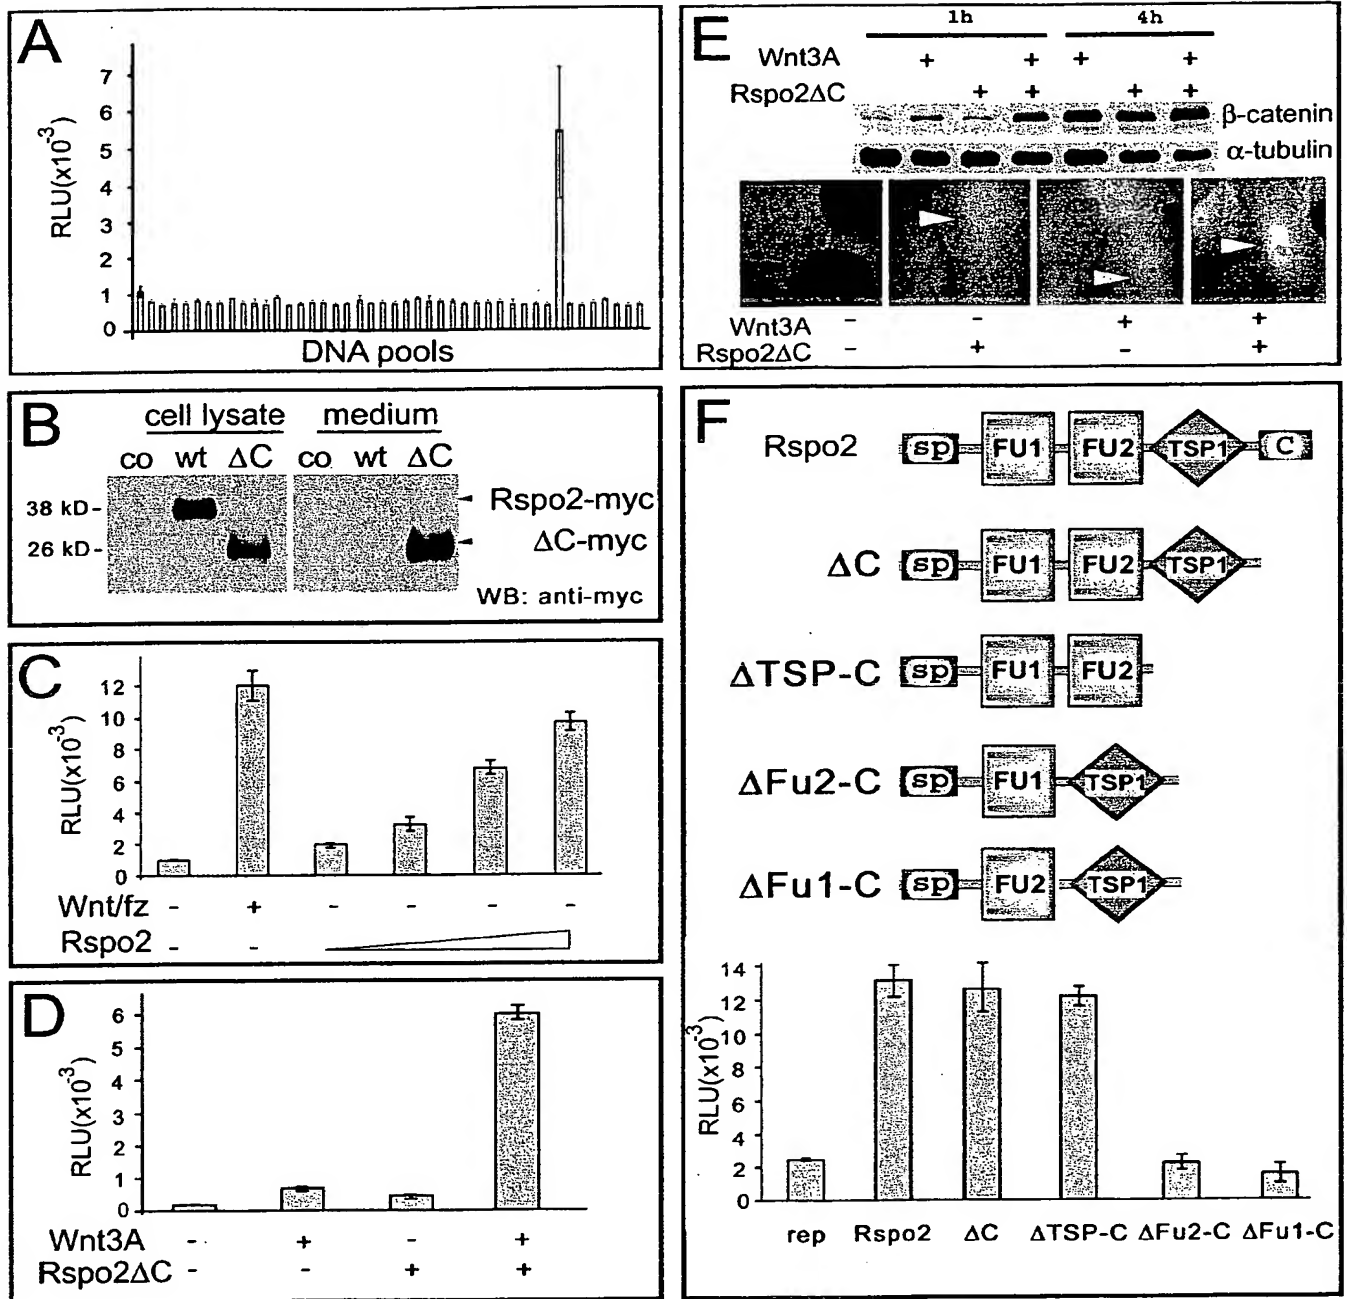 A
RLU(x10-3)
7
6
5
4
3
2
1
0
DNA pools
B
cell lysate medium
co wt ΔC co wt ΔC
38 kD-
26 kD-
Rspo2-myc
ΔC-myc
WB: anti-myc
C
RLU(x10-3)
12
10
8
6
4
2
0
Wnt/fz - + - - - -
Rspo2 - -
D
RLU(x10-3)
6
5
4
3
2
1
0
Wnt3A - + - +
Rspo2ΔC - - + +
E
1h 4h
Wnt3A + + + +
Rspo2ΔC + + + +
β-catenin
α-tubulin
Wnt3A - - + +
Rspo2ΔC - + - +
F
Rspo2 sp FU1 FU2 TSP1 C
ΔC sp FU1 FU2 TSP1
ΔTSP-C sp FU1 FU2
ΔFu2-C sp FU1 TSP1
ΔFu1-C sp FU2 TSP1
RLU(x10-3)
14
12
10
8
6
4
2
0
rep Rspo2 ΔC ΔTSP-C ΔFu2-C ΔFu1-C